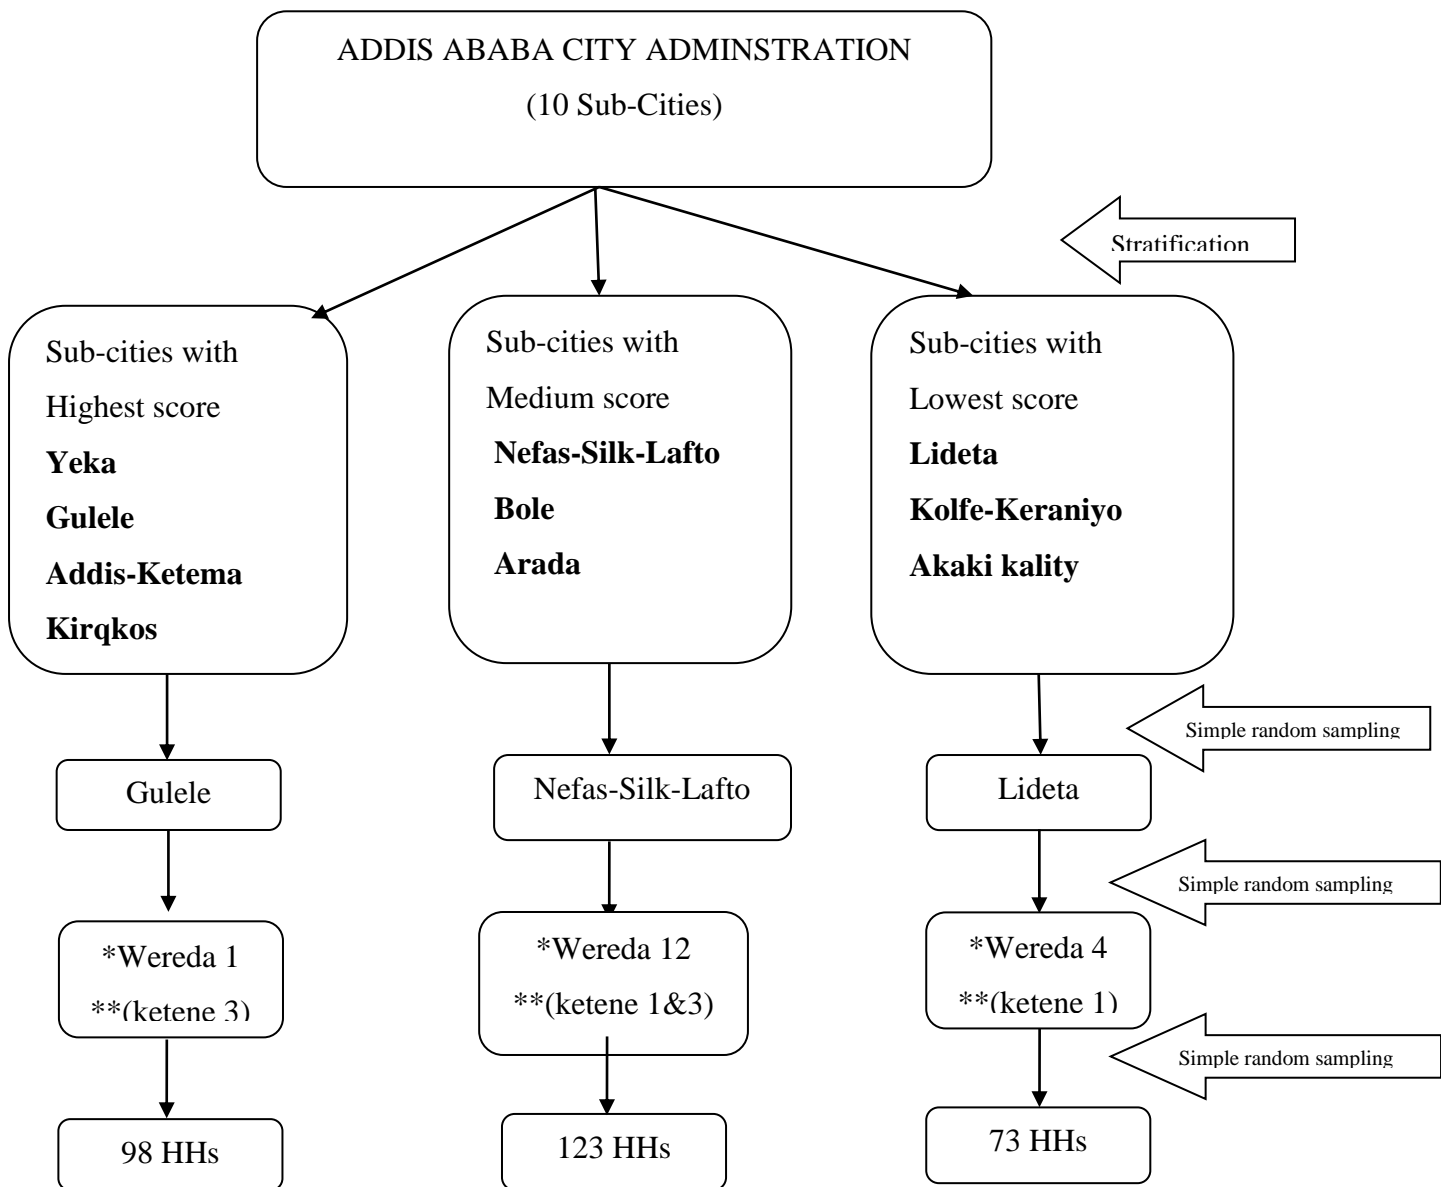 ADDIS ABABA CITY ADMINSTRATION
(10 Sub-Cities)
Stratification
Sub-cities with
Highest score
Yeka
Gulele
Addis-Ketema
Kirqkos
Sub-cities with
Medium score
Nefas-Silk-Lafto
Bole
Arada
Sub-cities with
Lowest score
Lideta
Kolfe-Keraniyo
Akaki kality
Simple random sampling
Gulele
Nefas-Silk-Lafto
Lideta
Simple random sampling
*Wereda 1
**(ketene 3)
*Wereda 12
**(ketene 1&3)
*Wereda 4
**(ketene 1)
Simple random sampling
98 HHs
123 HHs
73 HHs